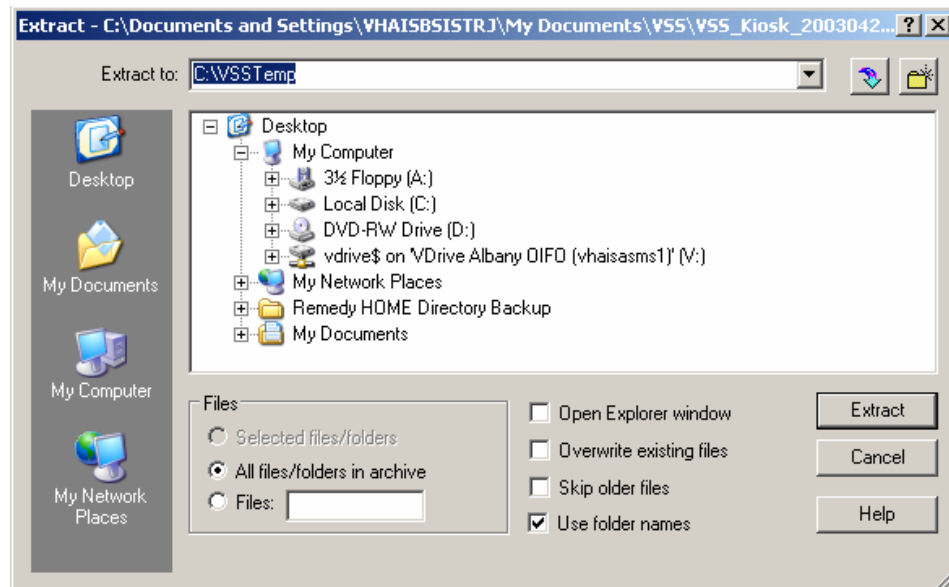 Extract - C:\Documents and Settings\VHAISBSISTRJ\My Documents\VSS\VSS_Kiosk_2003042...
Extract to: C:\VSSTemp
Desktop
My Documents
My Computer
My Network
Places
Desktop
My Computer
3½ Floppy (A:)
Local Disk (C:)
DVD-RW Drive (D:)
vdrive$ on 'VDrive Albany OIFO (vhaisasms1)' (V:)
My Network Places
Remedy HOME Directory Backup
My Documents
Files
Selected files/folders
All files/folders in archive
Files:
Open Explorer window
Overwrite existing files
Skip older files
Use folder names
Extract
Cancel
Help